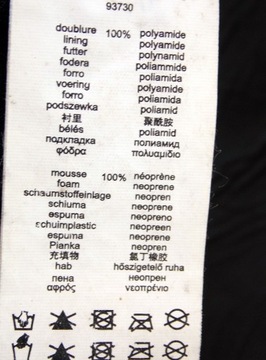 93730
doublure 100% polyamide
lining polyamide
futter polynamid
fodera poliammide
forro poliamida
voering polyamide
forro poliamida
podszewka poliamid
衬里 聚酰胺
bélés poliamid
подкладка полиамид
φόδρα πολυαμίδιο
mousse 100% néoprène
foam neoprene
schaumstoffeinlage neopren
schiuma neoprene
espuma neopreno
schuimplastic neopreen
espuma neoprene
Pianka neopren
充填物 氯丁橡胶
hab hőszigetelő ruha
пена неопрен
αφρός νεοπρένιο